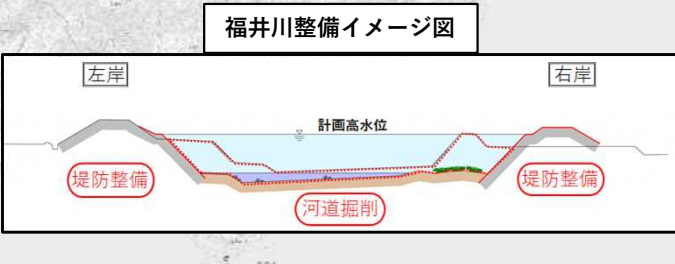 福井川整備イメージ図
左岸
右岸
計画高水位
堤防整備
堤防整備
河道掘削